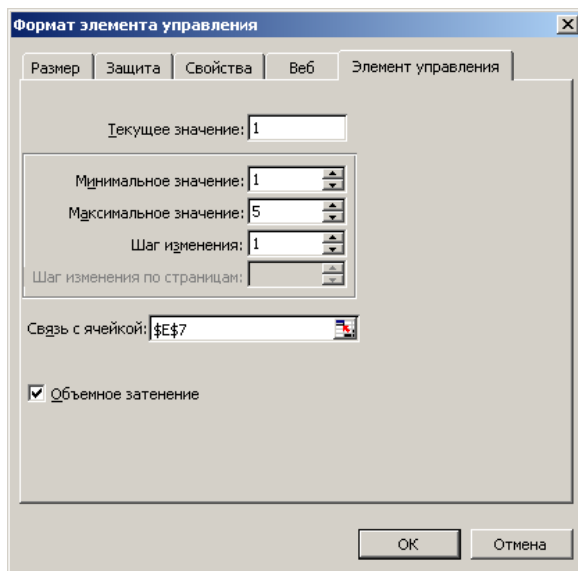 Формат элемента управления
Размер Защита Свойства Веб Элемент управления
Текущее значение: 1
Минимальное значение: 1
Максимальное значение: 5
Шаг изменения: 1
Шаг изменения по страницам:
Связь с ячейкой: $E$7
Объемное затенение
OK Отмена